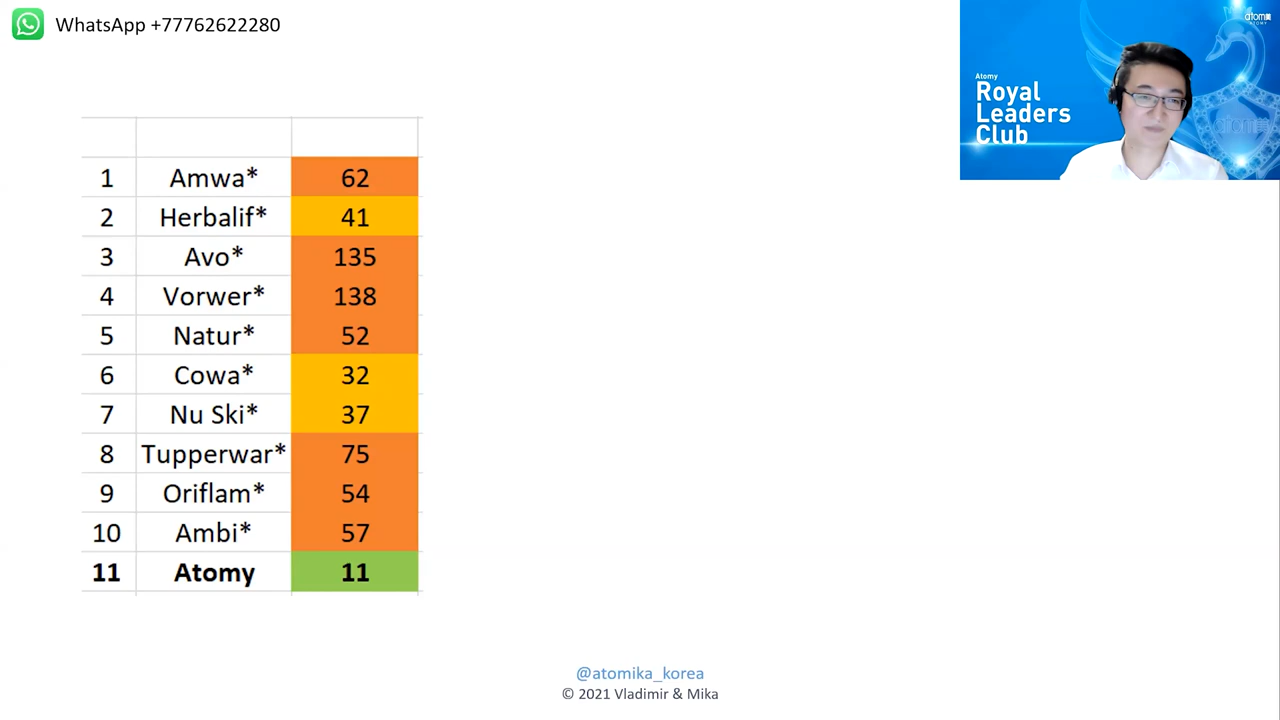 WhatsApp +77762622280
Atomy
Royal
Leaders
Club
1 Amwa* 62
2 Herbalif* 41
3 Avo* 135
4 Vorwer* 138
5 Natur* 52
6 Cowa* 32
7 Nu Ski* 37
8 Tupperwar* 75
9 Oriflam* 54
10 Ambi* 57
11 Atomy 11
@atomika_korea
© 2021 Vladimir & Mika